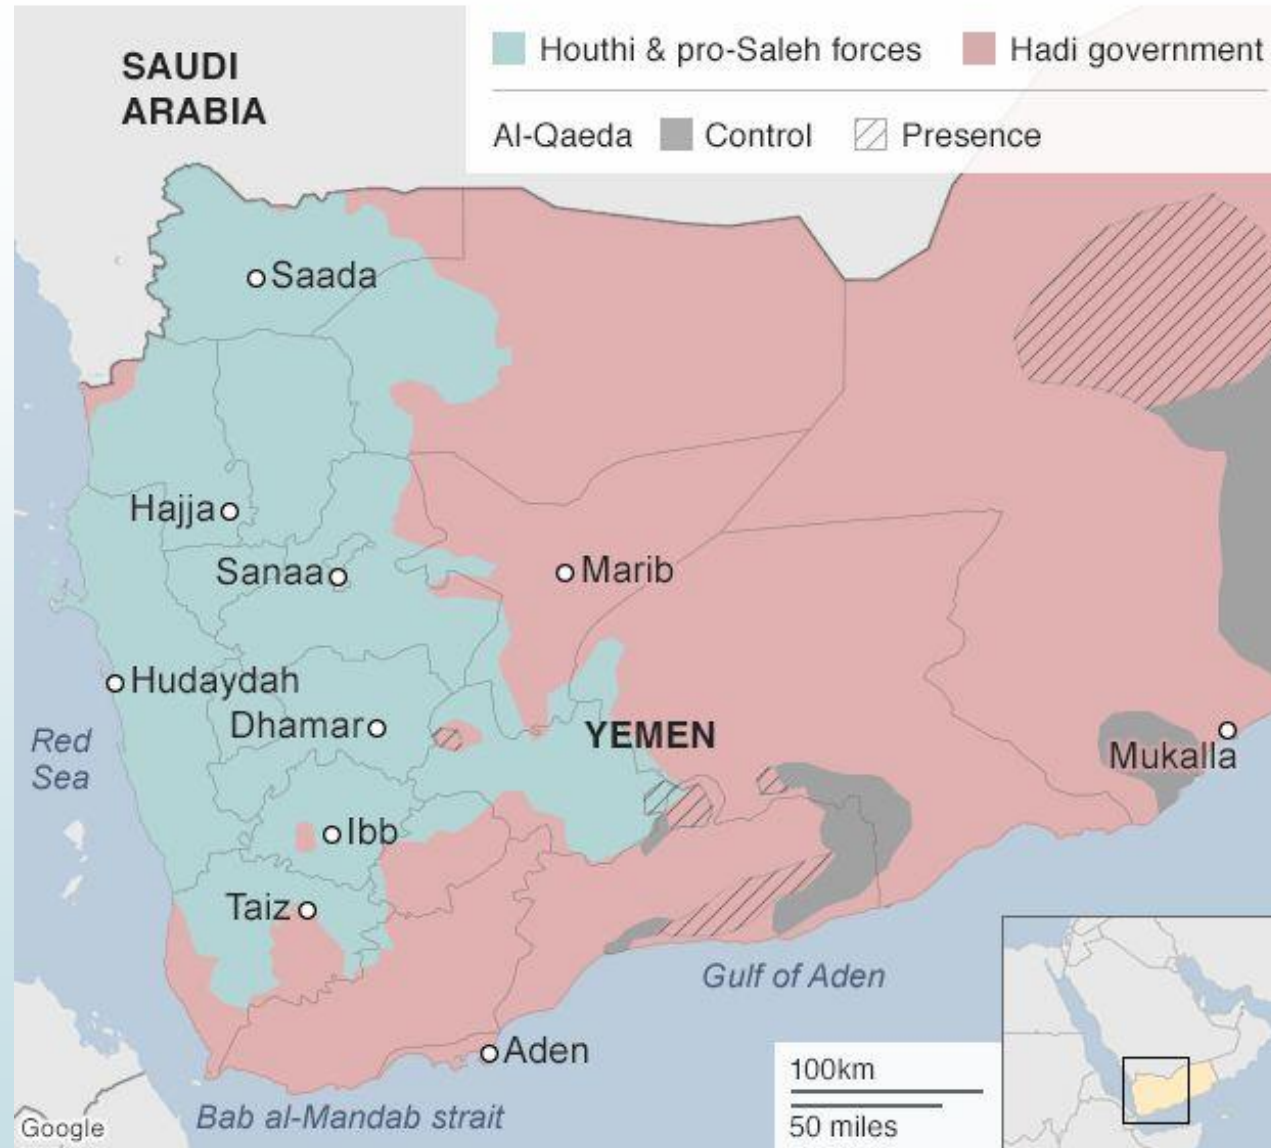 SAUDI
ARABIA
Houthi & pro-Saleh forces
Hadi government
Al-Qaeda
Control
Presence
Saada
Hajja
Sanaa
Marib
Hudaydah
Dhamar
YEMEN
Red
Sea
Mukalla
Ibb
Taiz
Gulf of Aden
Aden
100km
50 miles
Bab al-Mandab strait
Google